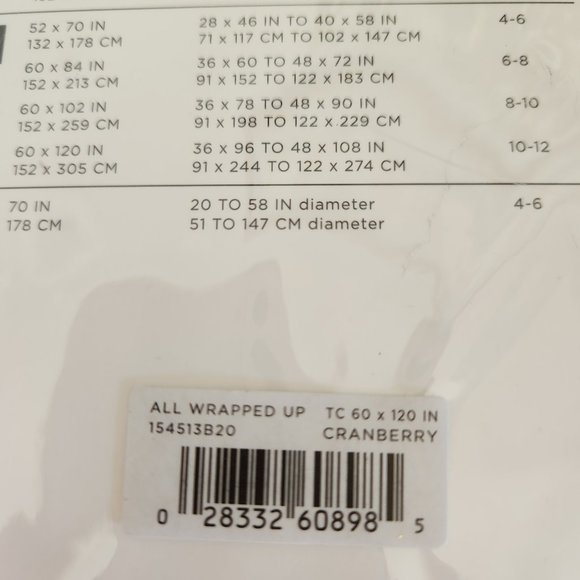 52 x 70 IN 28 x 46 IN TO 40 x 58 IN 4-6
132 x 178 CM 71 x 117 CM TO 102 x 147 CM
60 x 84 IN 36 x 60 TO 48 x 72 IN 6-8
152 x 213 CM 91 x 152 TO 122 x 183 CM
60 x 102 IN 36 x 78 TO 48 x 90 IN 8-10
152 x 259 CM 91 x 198 TO 122 x 229 CM
60 x 120 IN 36 x 96 TO 48 x 108 IN 10-12
152 x 305 CM 91 x 244 TO 122 x 274 CM
70 IN 20 TO 58 IN diameter 4-6
178 CM 51 TO 147 CM diameter
ALL WRAPPED UP TC 60 x 120 IN
154513B20 CRANBERRY
0 28332 60898 5